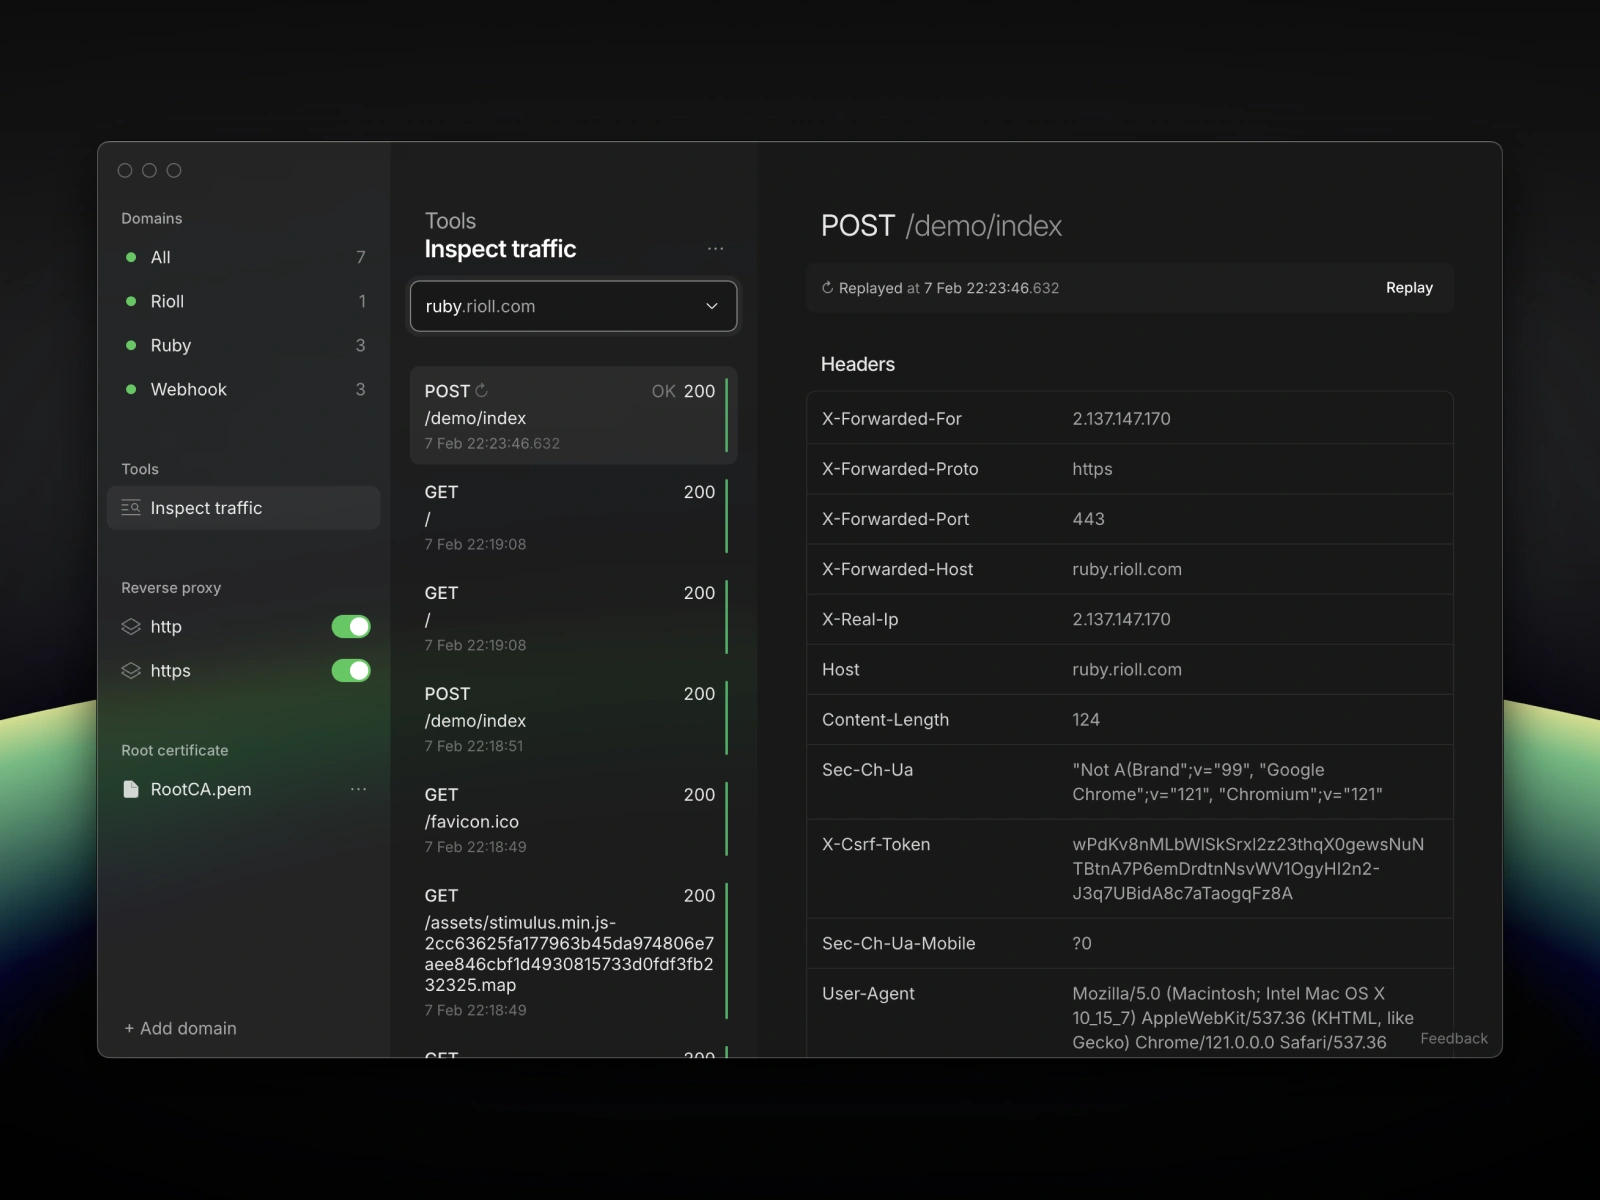 Domains
All 7
Rioll 1
Ruby 3
Webhook 3
Tools
Inspect traffic
Reverse proxy
http
https
Root certificate
RootCA.pem ...
+ Add domain
Tools
Inspect traffic ...
ruby.rioll.com
POST OK 200
/demo/index
7 Feb 22:23:46.632
GET 200
/
7 Feb 22:19:08
GET 200
/
7 Feb 22:19:08
POST 200
/demo/index
7 Feb 22:18:51
GET 200
/favicon.ico
7 Feb 22:18:49
GET 200
/assets/stimulus.min.js-
2cc63625fa177963b45da974806e7
aee846cbf1d4930815733d0fdf3fb2
32325.map
7 Feb 22:18:49
GET 200
POST /demo/index
Replayed at 7 Feb 22:23:46.632 Replay
Headers
X-Forwarded-For 2.137.147.170
X-Forwarded-Proto https
X-Forwarded-Port 443
X-Forwarded-Host ruby.rioll.com
X-Real-Ip 2.137.147.170
Host ruby.rioll.com
Content-Length 124
Sec-Ch-Ua "Not A(Brand";v="99", "Google
Chrome";v="121", "Chromium";v="121"
X-Csrf-Token wPdKv8nMLbWISkSrxI2z23thqX0gewsNuN
TBtnA7P6emDrdtnNsvWV1OgyHI2n2-
J3q7UBidA8c7aTaogqFz8A
Sec-Ch-Ua-Mobile ?0
User-Agent Mozilla/5.0 (Macintosh; Intel Mac OS X
10_15_7) AppleWebKit/537.36 (KHTML, like
Gecko) Chrome/121.0.0.0 Safari/537.36
Feedback